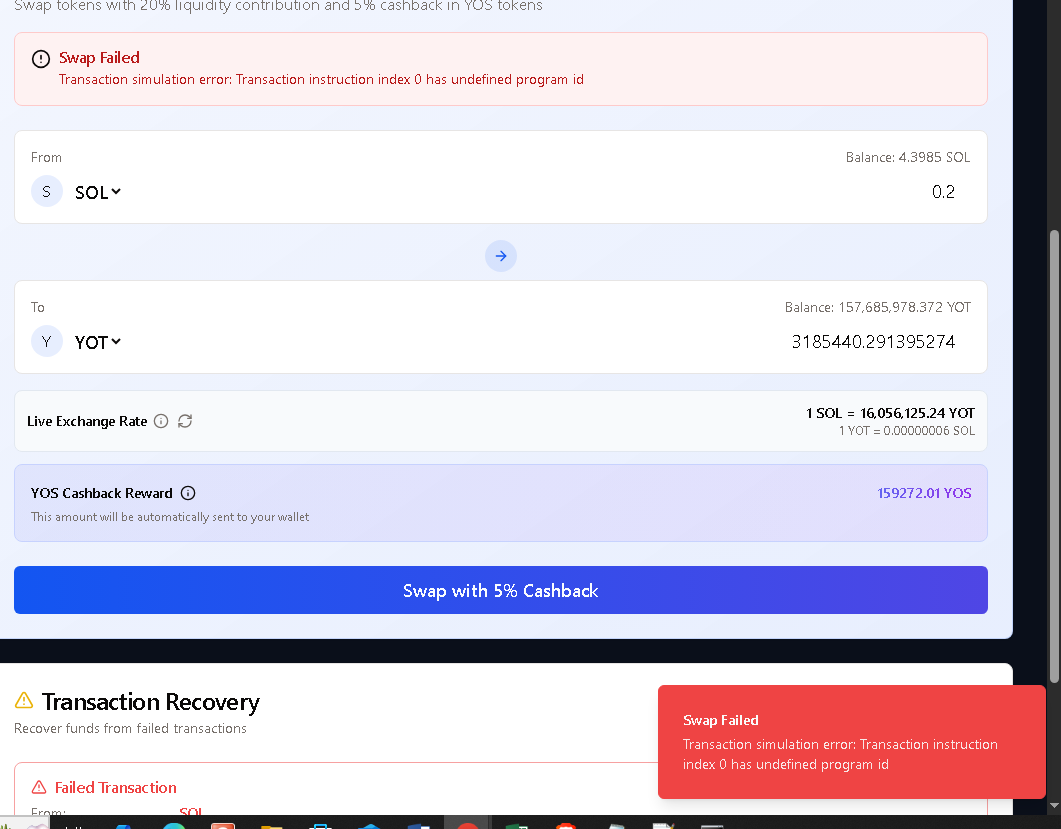 Swap tokens with 20% liquidity contribution and 5% cashback in YOS tokens
Swap Failed
Transaction simulation error: Transaction instruction index 0 has undefined program id
From
Balance: 4.3985 SOL
S
SOL
0.2
To
Balance: 157,685,978.372 YOT
Y
YOT
3185440.291395274
Live Exchange Rate
1 SOL = 16,056,125.24 YOT
1 YOT = 0.00000006 SOL
YOS Cashback Reward
159272.01 YOS
This amount will be automatically sent to your wallet
Swap with 5% Cashback
Transaction Recovery
Recover funds from failed transactions
Failed Transaction
From:
SOL
Swap Failed
Transaction simulation error: Transaction instruction
index 0 has undefined program id